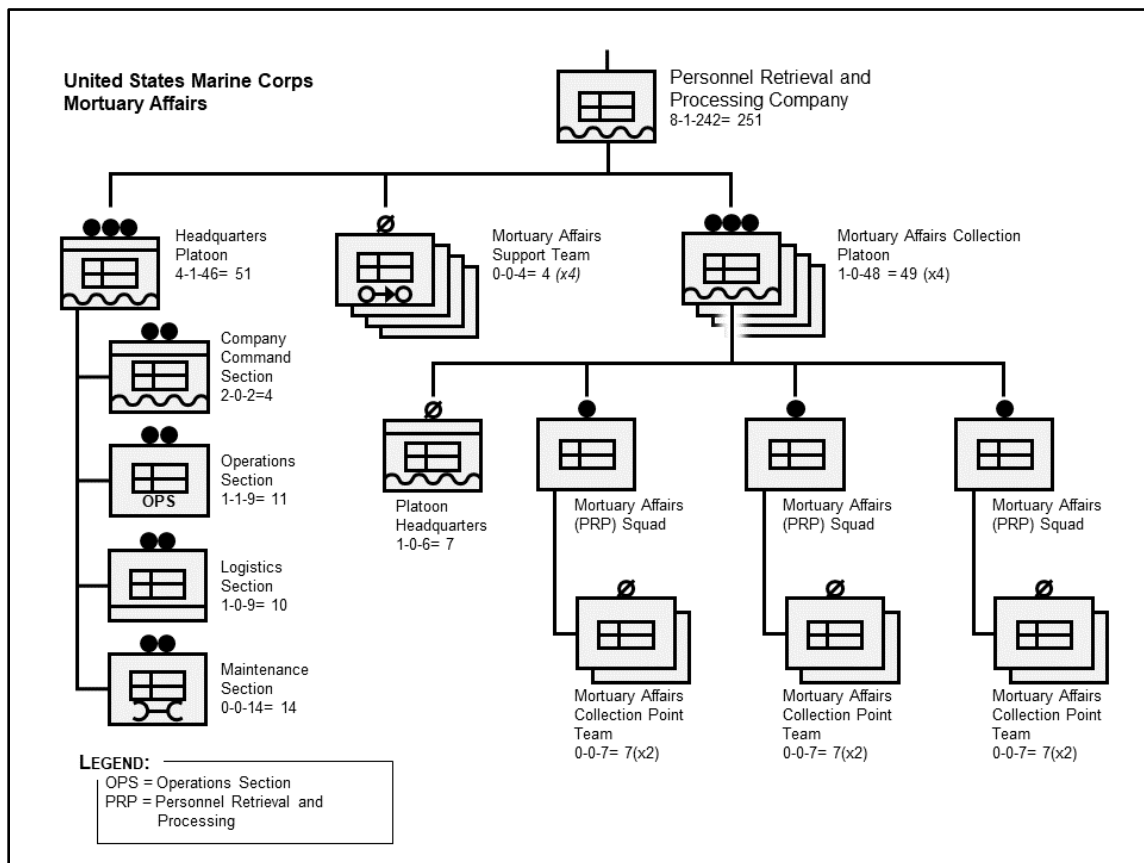 United States Marine Corps
Mortuary Affairs
Personnel Retrieval and
Processing Company
8-1-242= 251
Headquarters
Platoon
4-1-46= 51
Mortuary Affairs
Support Team
0-0-4= 4 (x4)
Mortuary Affairs Collection
Platoon
1-0-48 = 49 (x4)
Company
Command
Section
2-0-2=4
Operations
Section
1-1-9= 11
OPS
Logistics
Section
1-0-9= 10
Maintenance
Section
0-0-14= 14
Platoon
Headquarters
1-0-6= 7
Mortuary Affairs
(PRP) Squad
Mortuary Affairs
(PRP) Squad
Mortuary Affairs
(PRP) Squad
Mortuary Affairs
Collection Point
Team
0-0-7= 7(x2)
Mortuary Affairs
Collection Point
Team
0-0-7= 7(x2)
Mortuary Affairs
Collection Point
Team
0-0-7= 7(x2)
LEGEND:
OPS = Operations Section
PRP = Personnel Retrieval and
Processing